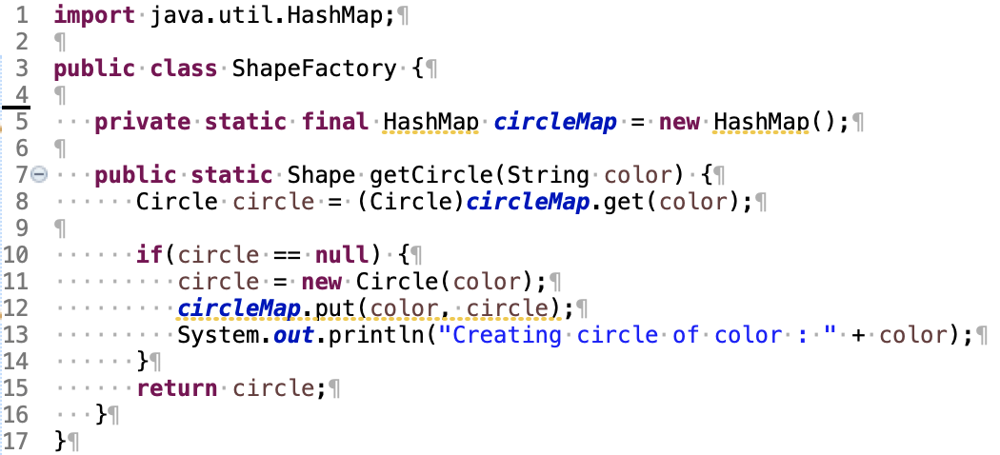 1 import·java.util.HashMap;¶
2 ¶
3 public·class·ShapeFactory·{¶
4 ¶
5 ···private·static·final·HashMap·circleMap·=·new·HashMap();¶
6 ¶
7 ···public·static·Shape·getCircle(String·color)·{¶
8 ······Circle·circle·=·(Circle)circleMap.get(color);¶
9 ¶
10 ······if(circle·==·null)·{¶
11 ·········circle·=·new·Circle(color);¶
12 ·········circleMap.put(color,·circle);¶
13 ·········System.out.println("Creating·circle·of·color·:·"·+·color);¶
14 ······}¶
15 ······return·circle;¶
16 ···}¶
17 }¶